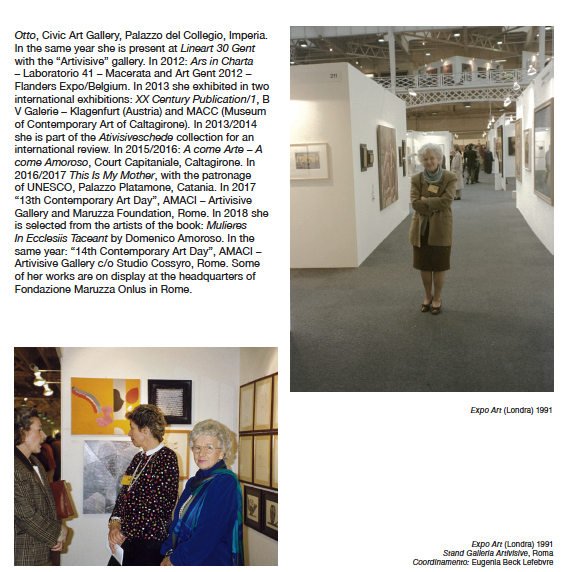 Otto, Civic Art Gallery, Palazzo del Collegio, Imperia.
In the same year she is present at Lineart 30 Gent
with the “Artivisive” gallery. In 2012: Ars in Charta
– Laboratorio 41 – Macerata and Art Gent 2012 –
Flanders Expo/Belgium. In 2013 she exhibited in two
international exhibitions: XX Century Publication/1, B
V Galerie – Klagenfurt (Austria) and MACC (Museum
of Contemporary Art of Caltagirone). In 2013/2014
she is part of the Ativisiveschede collection for an
international review. In 2015/2016: A come Arte – A
come Amoroso, Court Capitaniale, Caltagirone. In
2016/2017 This Is My Mother, with the patronage
of UNESCO, Palazzo Platamone, Catania. In 2017
“13th Contemporary Art Day”, AMACI – Artivisive
Gallery and Maruzza Foundation, Rome. In 2018 she
is selected from the artists of the book: Mulieres
In Ecclesiis Taceant by Domenico Amoroso. In the
same year: “14th Contemporary Art Day”, AMACI –
Artivisive Gallery c/o Studio Cossyro, Rome. Some
of her works are on display at the headquarters of
Fondazione Maruzza Onlus in Rome.
Expo Art (Londra) 1991
Expo Art (Londra) 1991
Stand Galleria Artivisive, Roma
Coordinamento: Eugenia Beck Lefebvre